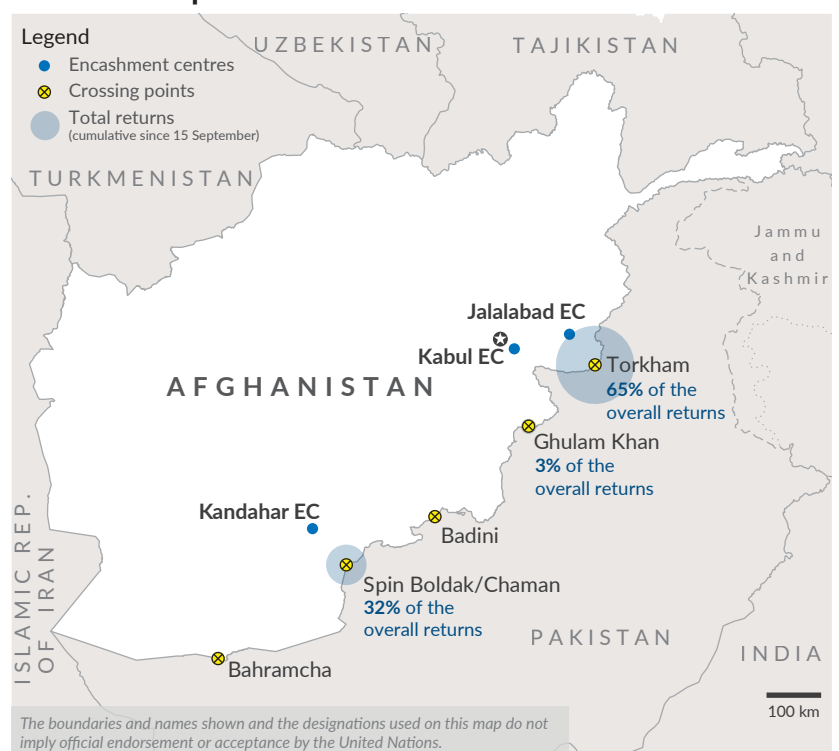 Legend
Encashment centres
Crossing points
Total returns
(cumulative since 15 September)
UZBEKISTAN
TAJIKISTAN
TURKMENISTAN
Jammu
and
Kashmir
Jalalabad EC
Kabul EC
Torkham
65% of the
overall returns
AFGHANISTAN
Ghulam Khan
3% of the
overall returns
Kandahar EC
Badini
Spin Boldak/Chaman
32% of the
overall returns
ISLAMIC REP.
OF IRAN
PAKISTAN
INDIA
Bahramcha
100 km
The boundaries and names shown and the designations used on this map do not
imply official endorsement or acceptance by the United Nations.